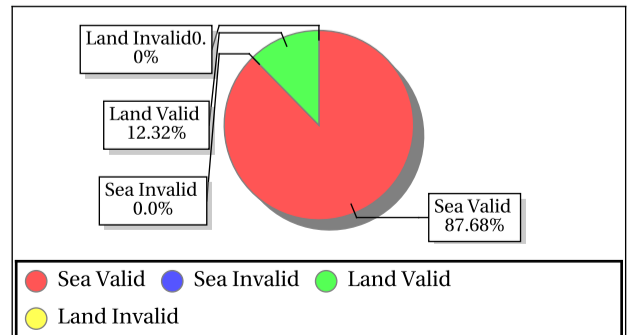 Land Invalid0.
0%
Land Valid
12.32%
Sea Invalid
0.0%
Sea Valid
87.68%
Sea Valid Sea Invalid Land Valid
Land Invalid